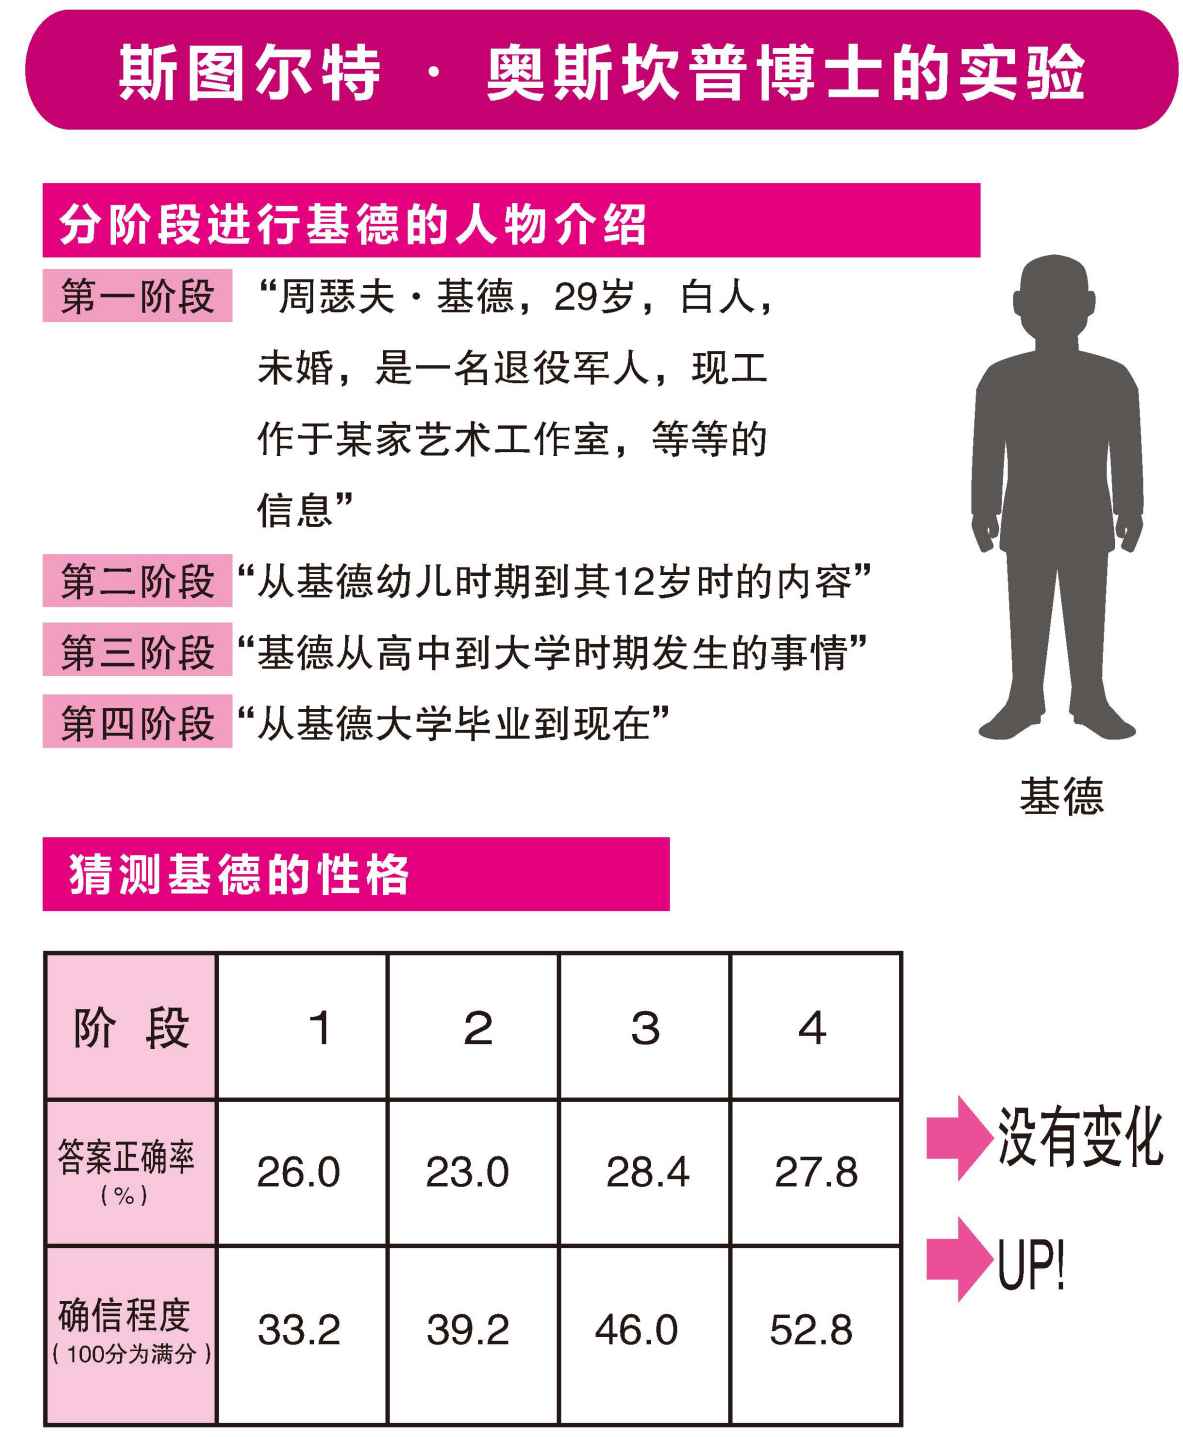 斯图尔特 · 奥斯坎普博士的实验
分阶段进行基德的人物介绍
第一阶段 “周瑟夫·基德，29岁，白人，
未婚，是一名退役军人，现工
作于某家艺术工作室，等等的
信息”
第二阶段 “从基德幼儿时期到其12岁时的内容”
第三阶段 “基德从高中到大学时期发生的事情”
第四阶段 “从基德大学毕业到现在”
基德
猜测基德的性格
阶 段 1 2 3 4
答案正确率 26.0 23.0 28.4 27.8 没有变化
（%）
确信程度 33.2 39.2 46.0 52.8 UP!
（100分为满分）